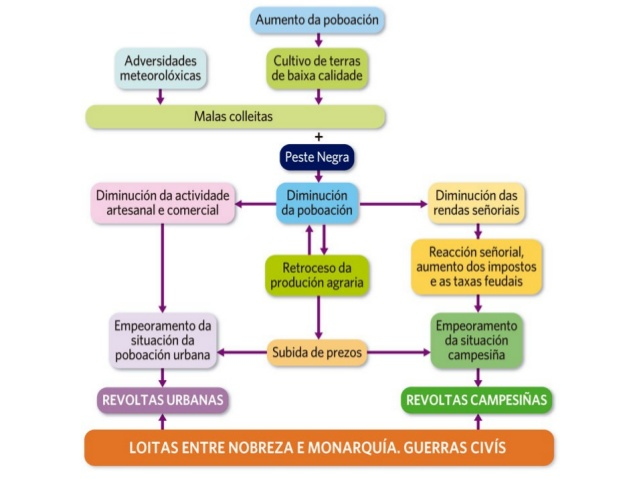 Aumento da poboación
Adversidades
meteorolóxicas
Cultivo de terras
de baixa calidade
Malas colleitas
+
Peste Negra
Diminución da actividade
artesanal e comercial
Diminución
da poboación
Diminución das
rendas señoriais
Retroceso da
produción agraria
Reacción señorial,
aumento dos impostos
e as taxas feudais
Empeoramento da
situación da
poboación urbana
Subida de prezos
Empeoramento
da situación
campesiña
REVOLTAS URBANAS
REVOLTAS CAMPESIÑAS
LOITAS ENTRE NOBREZA E MONARQUÍA. GUERRAS CIVÍS